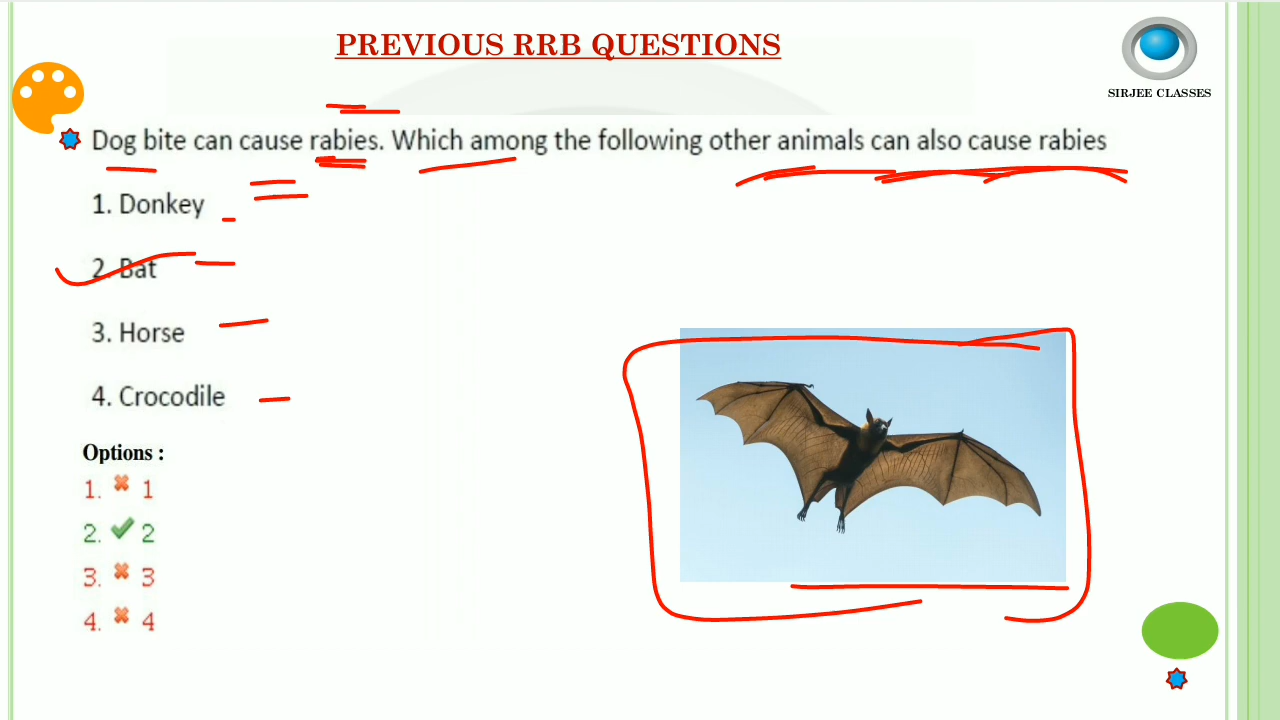 PREVIOUS RRB QUESTIONS
SIRJEE CLASSES
Dog bite can cause rabies. Which among the following other animals can also cause rabies
1. Donkey
2. Bat
3. Horse
4. Crocodile
Options :
1. 1
2. 2
3. 3
4. 4